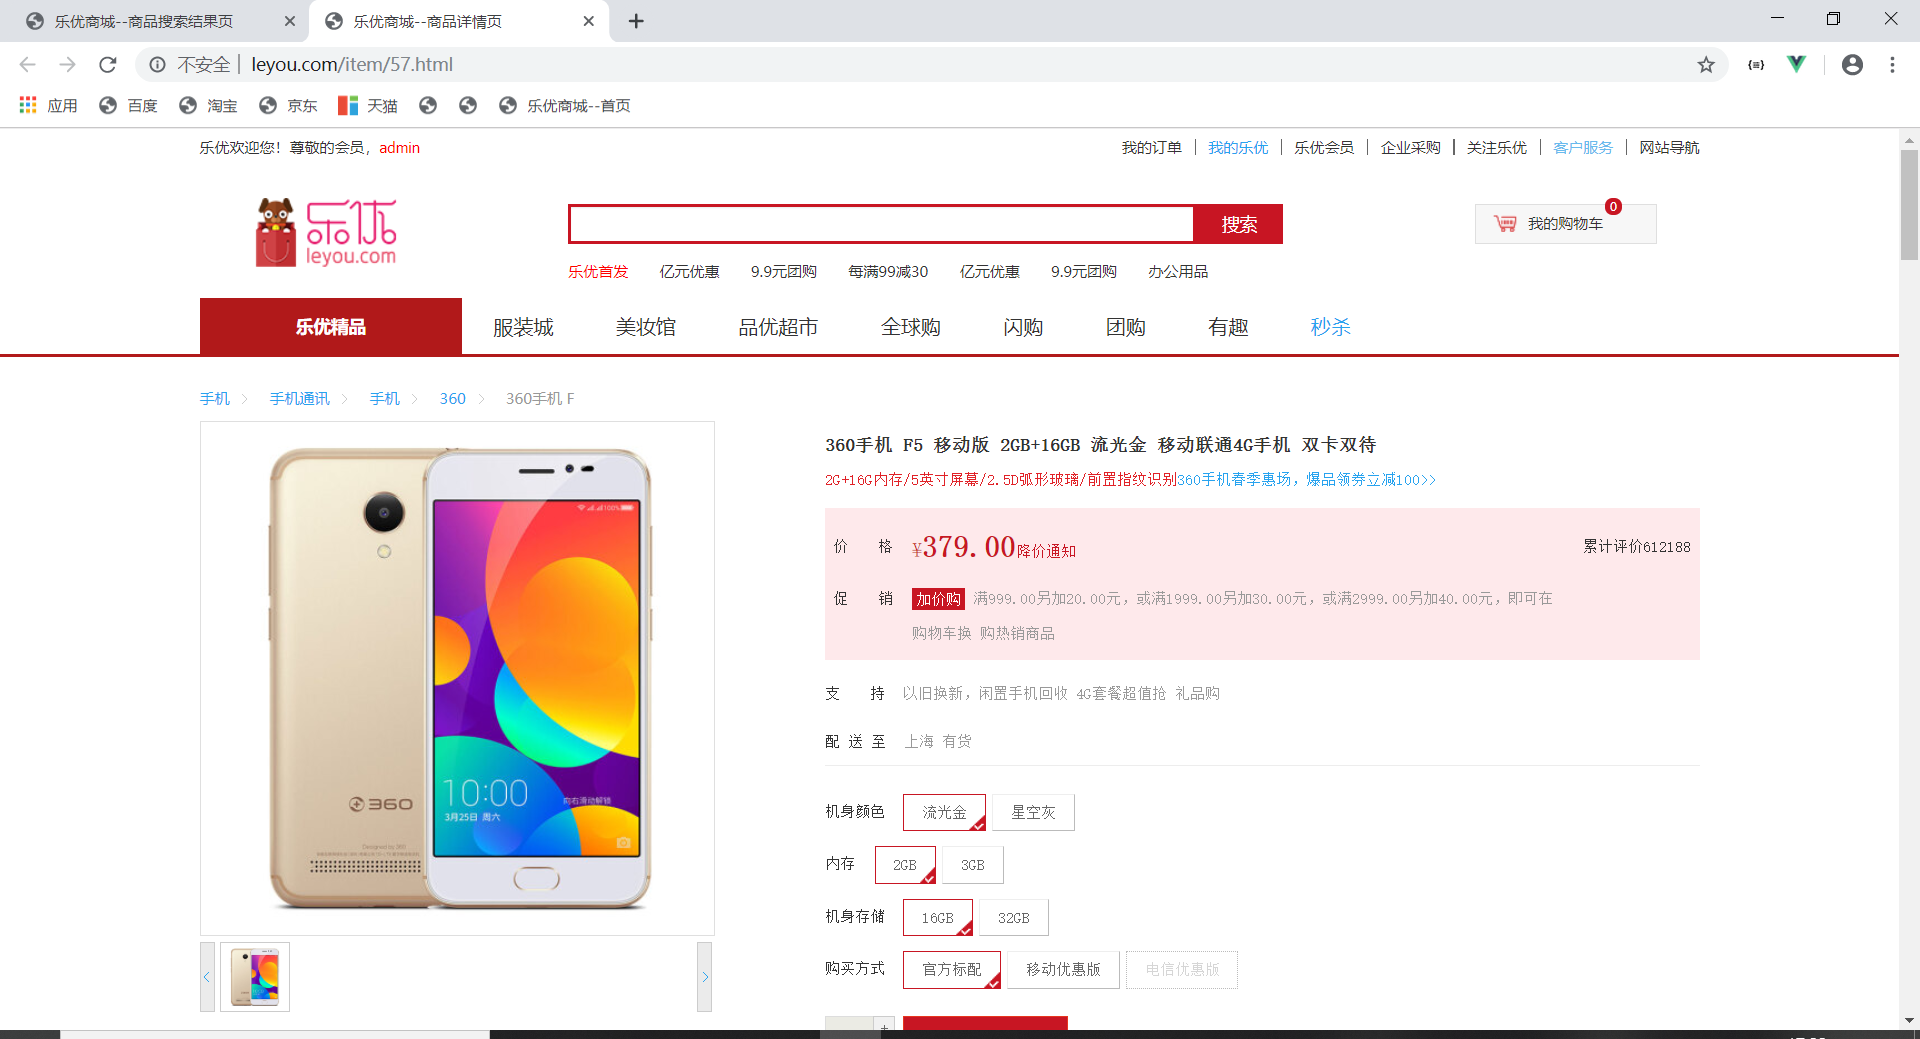 乐优商城--商品搜索结果页
乐优商城--商品详情页
不安全 | leyou.com/item/57.html
应用 百度 淘宝 京东 天猫 乐优商城--首页
乐优欢迎您！尊敬的会员，admin
我的订单 我的乐优 乐优会员 企业采购 关注乐优 客户服务 网站导航
乐优
leyou.com
搜索
我的购物车 0
乐优首发 亿元优惠 9.9元团购 每满99减30 亿元优惠 9.9元团购 办公用品
乐优精品 服装城 美妆馆 品优超市 全球购 闪购 团购 有趣 秒杀
手机 手机通讯 手机 360 360手机 F
100%
10:00
向右滑动解锁
3月25日 周六
360
Designed by 360
360手机 F5 移动版 2GB+16GB 流光金 移动联通4G手机 双卡双待
2G+16G内存/5英寸屏幕/2.5D弧形玻璃/前置指纹识别360手机春季惠场，爆品领券立减100>>
价 格 ¥379.00降价通知 累计评价612188
促 销 加价购 满999.00另加20.00元，或满1999.00另加30.00元，或满2999.00另加40.00元，即可在
购物车换 购热销商品
支 持 以旧换新，闲置手机回收 4G套餐超值抢 礼品购
配 送 至 上海 有货
机身颜色 流光金 星空灰
内存 2GB 3GB
机身存储 16GB 32GB
购买方式 官方标配 移动优惠版 电信优惠版
+